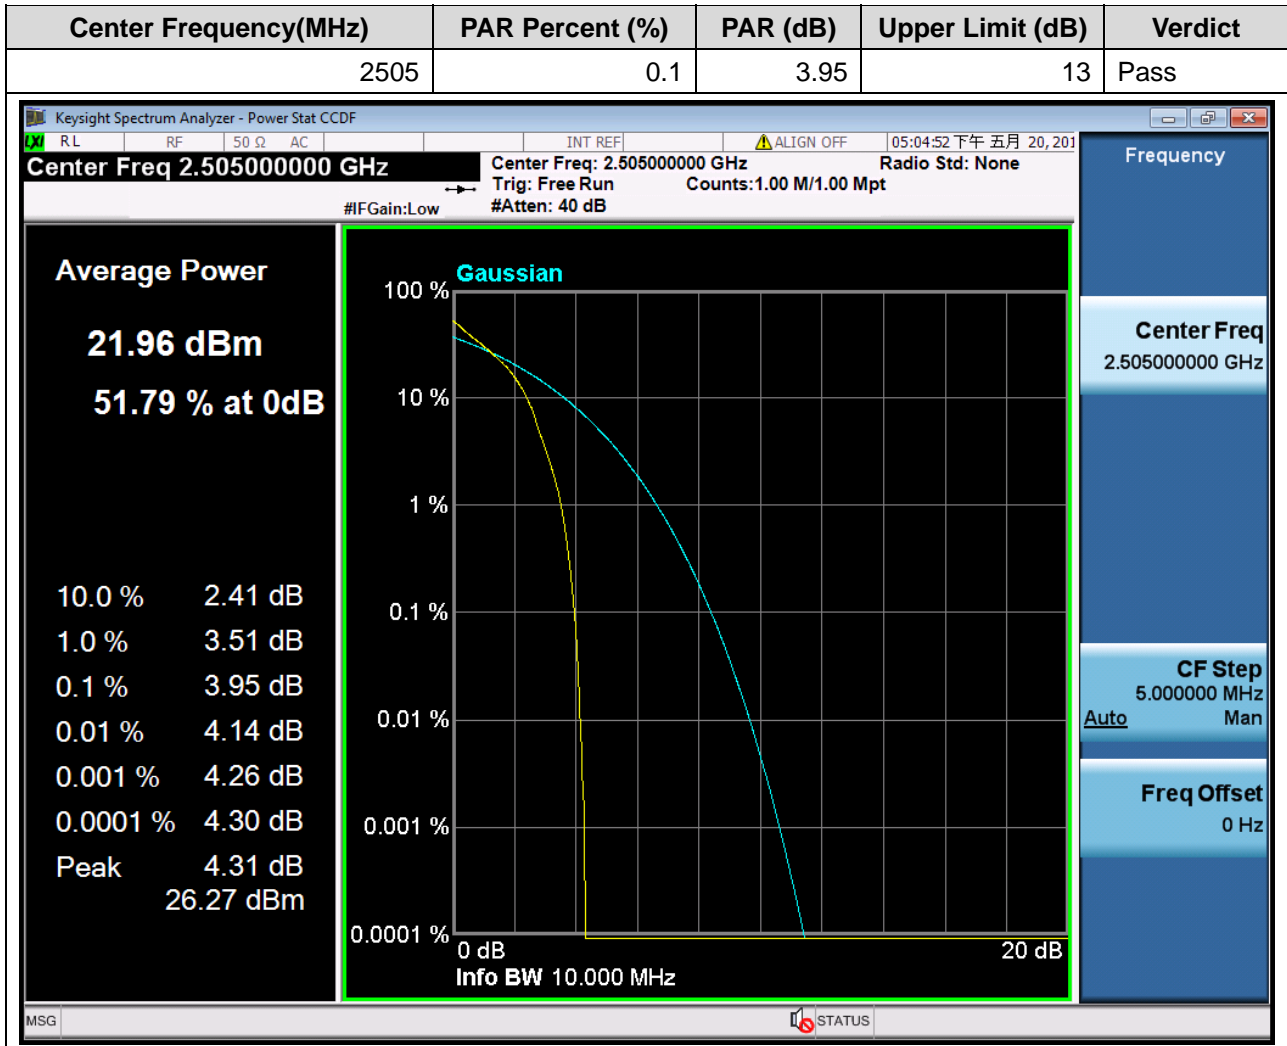 Center Frequency(MHz) PAR Percent (%) PAR (dB) Upper Limit (dB) Verdict
2505 0.1 3.95 13 Pass
Keysight Spectrum Analyzer - Power Stat CCDF
LXI RL RF 50 Ω AC INT REF ALIGN OFF 05:04:52 下午 五月 20, 201
Center Freq 2.505000000 GHz
Center Freq: 2.505000000 GHz Radio Std: None
Trig: Free Run Counts:1.00 M/1.00 Mpt
#IFGain:Low #Atten: 40 dB
Average Power
21.96 dBm
51.79 % at 0dB
10.0 % 2.41 dB
1.0 % 3.51 dB
0.1 % 3.95 dB
0.01 % 4.14 dB
0.001 % 4.26 dB
0.0001 % 4.30 dB
Peak 4.31 dB
26.27 dBm
Gaussian
100 %
10 %
1 %
0.1 %
0.01 %
0.001 %
0.0001 %
0 dB 20 dB
Info BW 10.000 MHz
Frequency
Center Freq
2.505000000 GHz
CF Step
5.000000 MHz
Auto Man
Freq Offset
0 Hz
MSG STATUS